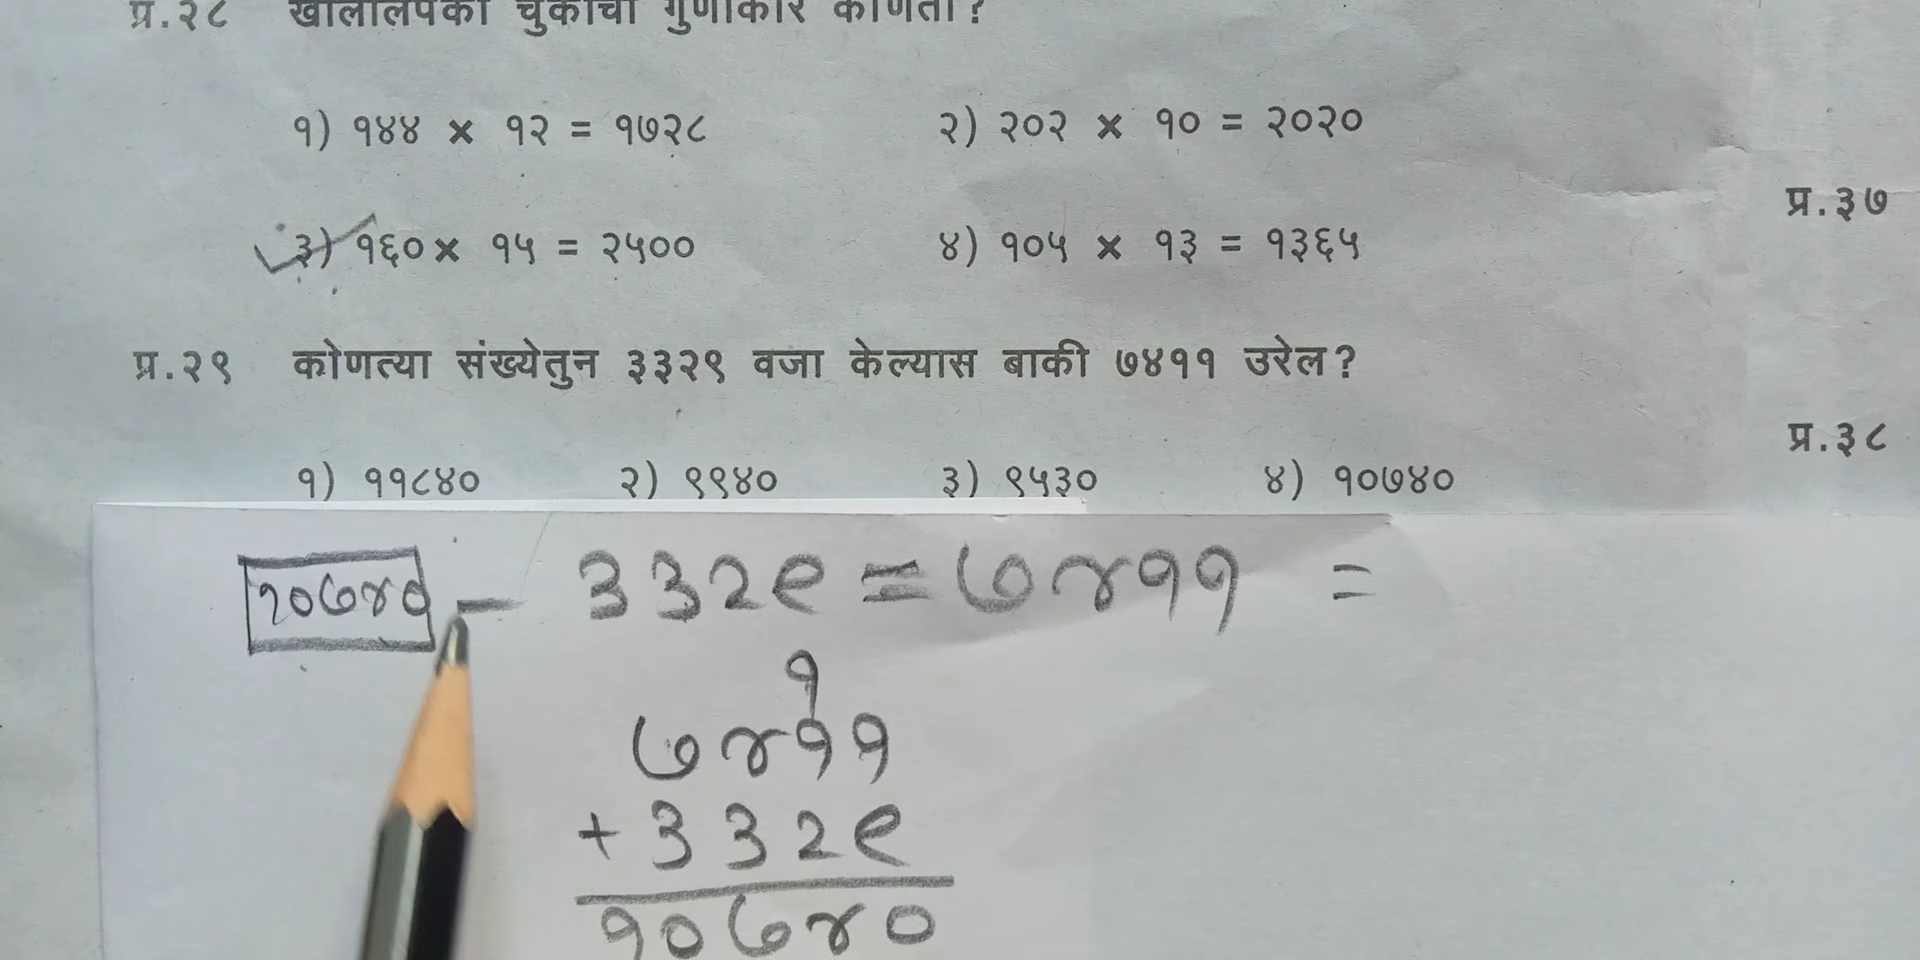 प्र.२८ खालीलपैकी चुकीचा गुणाकार कोणता?
१) १४४ × १२ = १७२८ २) २०२ × १० = २०२०
३) १६० × १५ = २५०० ४) १०५ × १३ = १३६५
प्र.३७
प्र.२९ कोणत्या संख्येतुन ३३२९ वजा केल्यास बाकी ७४११ उरेल?
प्र.३८
१) ११८४० २) ९९४० ३) ९५३० ४) १०७४०
१०७४० – ३३२९ = ७४११ =
१
७४११
+ ३३२९
१०७४०